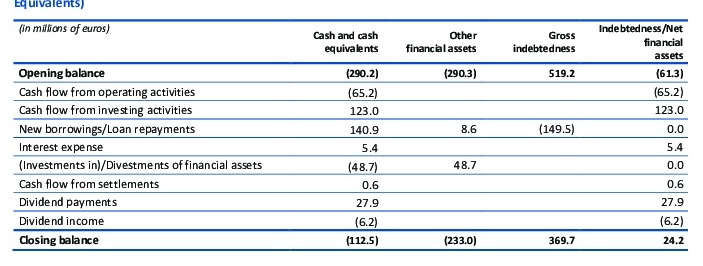 Equivalents)
(in millions of euros) Cash and cash equivalents Other financial assets Gross indebtedness Indebtedness/Net financial assets
Opening balance (290.2) (290.3) 519.2 (61.3)
Cash flow from operating activities (65.2) (65.2)
Cash flow from investing activities 123.0 123.0
New borrowings/Loan repayments 140.9 8.6 (149.5) 0.0
Interest expense 5.4 5.4
(Investments in)/Divestments of financial assets (48.7) 48.7 0.0
Cash flow from settlements 0.6 0.6
Dividend payments 27.9 27.9
Dividend income (6.2) (6.2)
Closing balance (112.5) (233.0) 369.7 24.2